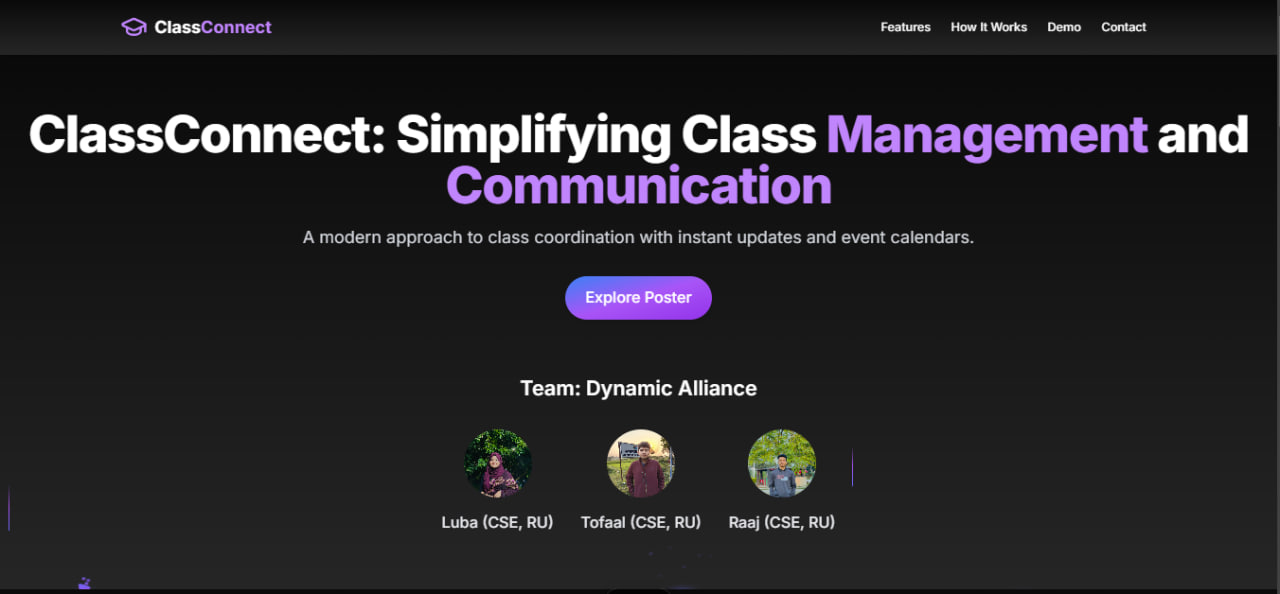 ClassConnect
Features
How It Works
Demo
Contact
ClassConnect: Simplifying Class Management and
Communication
A modern approach to class coordination with instant updates and event calendars.
Explore Poster
Team: Dynamic Alliance
Luba (CSE, RU)
Tofaal (CSE, RU)
Raaj (CSE, RU)